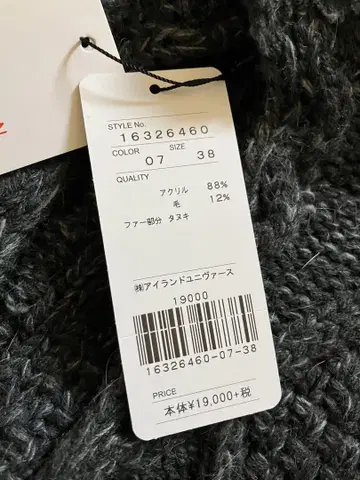 STYLE No.
16326460
COLOR 07 SIZE 38
QUALITY
アクリル 88%
毛 12%
ファー部分 タヌキ
㈱アイランドユニヴァース
19000
16326460-07-38
PRICE
本体¥19,000+税